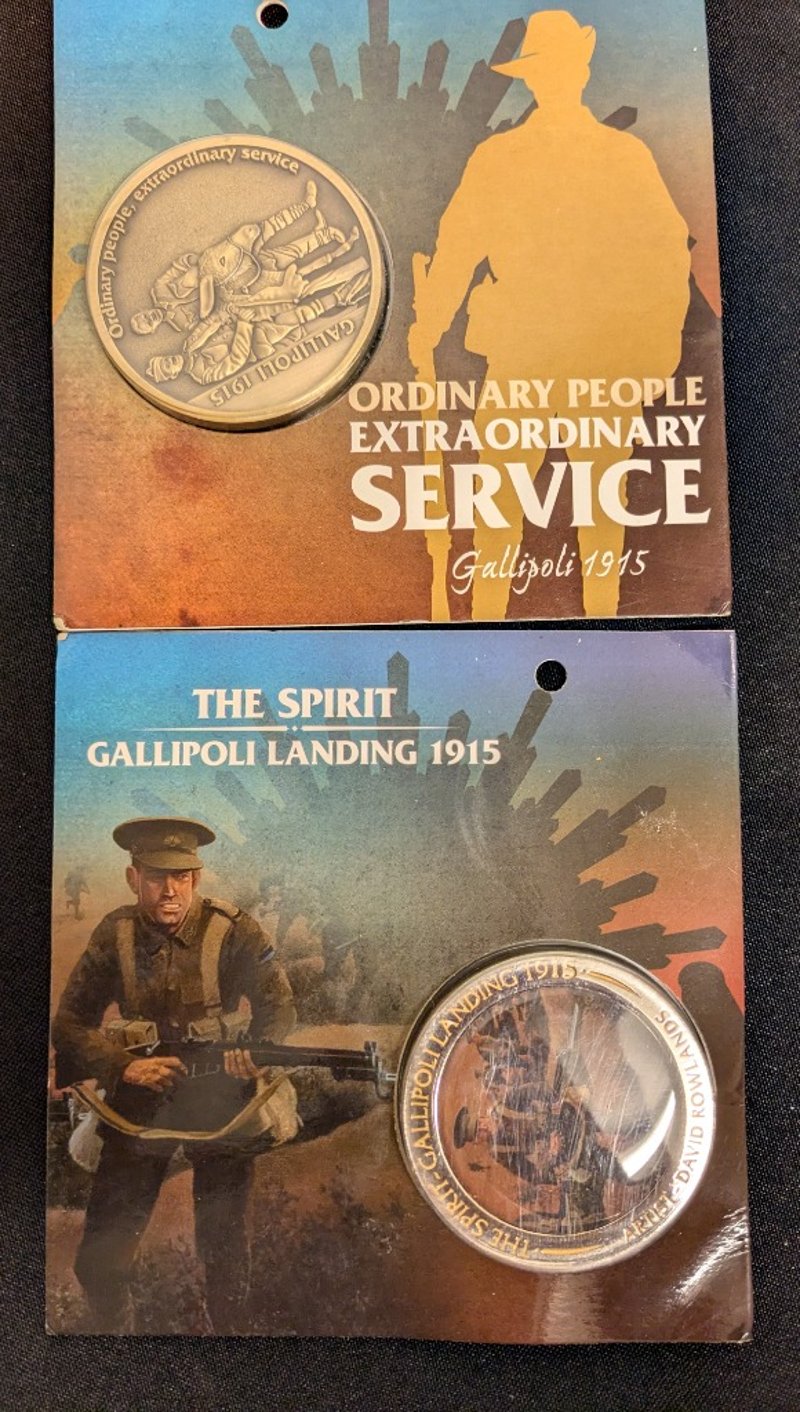 Ordinary people, extraordinary service
GALLIPOLI 1915
ORDINARY PEOPLE
EXTRAORDINARY
SERVICE
Gallipoli 1915
THE SPIRIT
GALLIPOLI LANDING 1915
THE SPIRIT - GALLIPOLI LANDING 1915
ARTIST - DAVID ROWLANDS